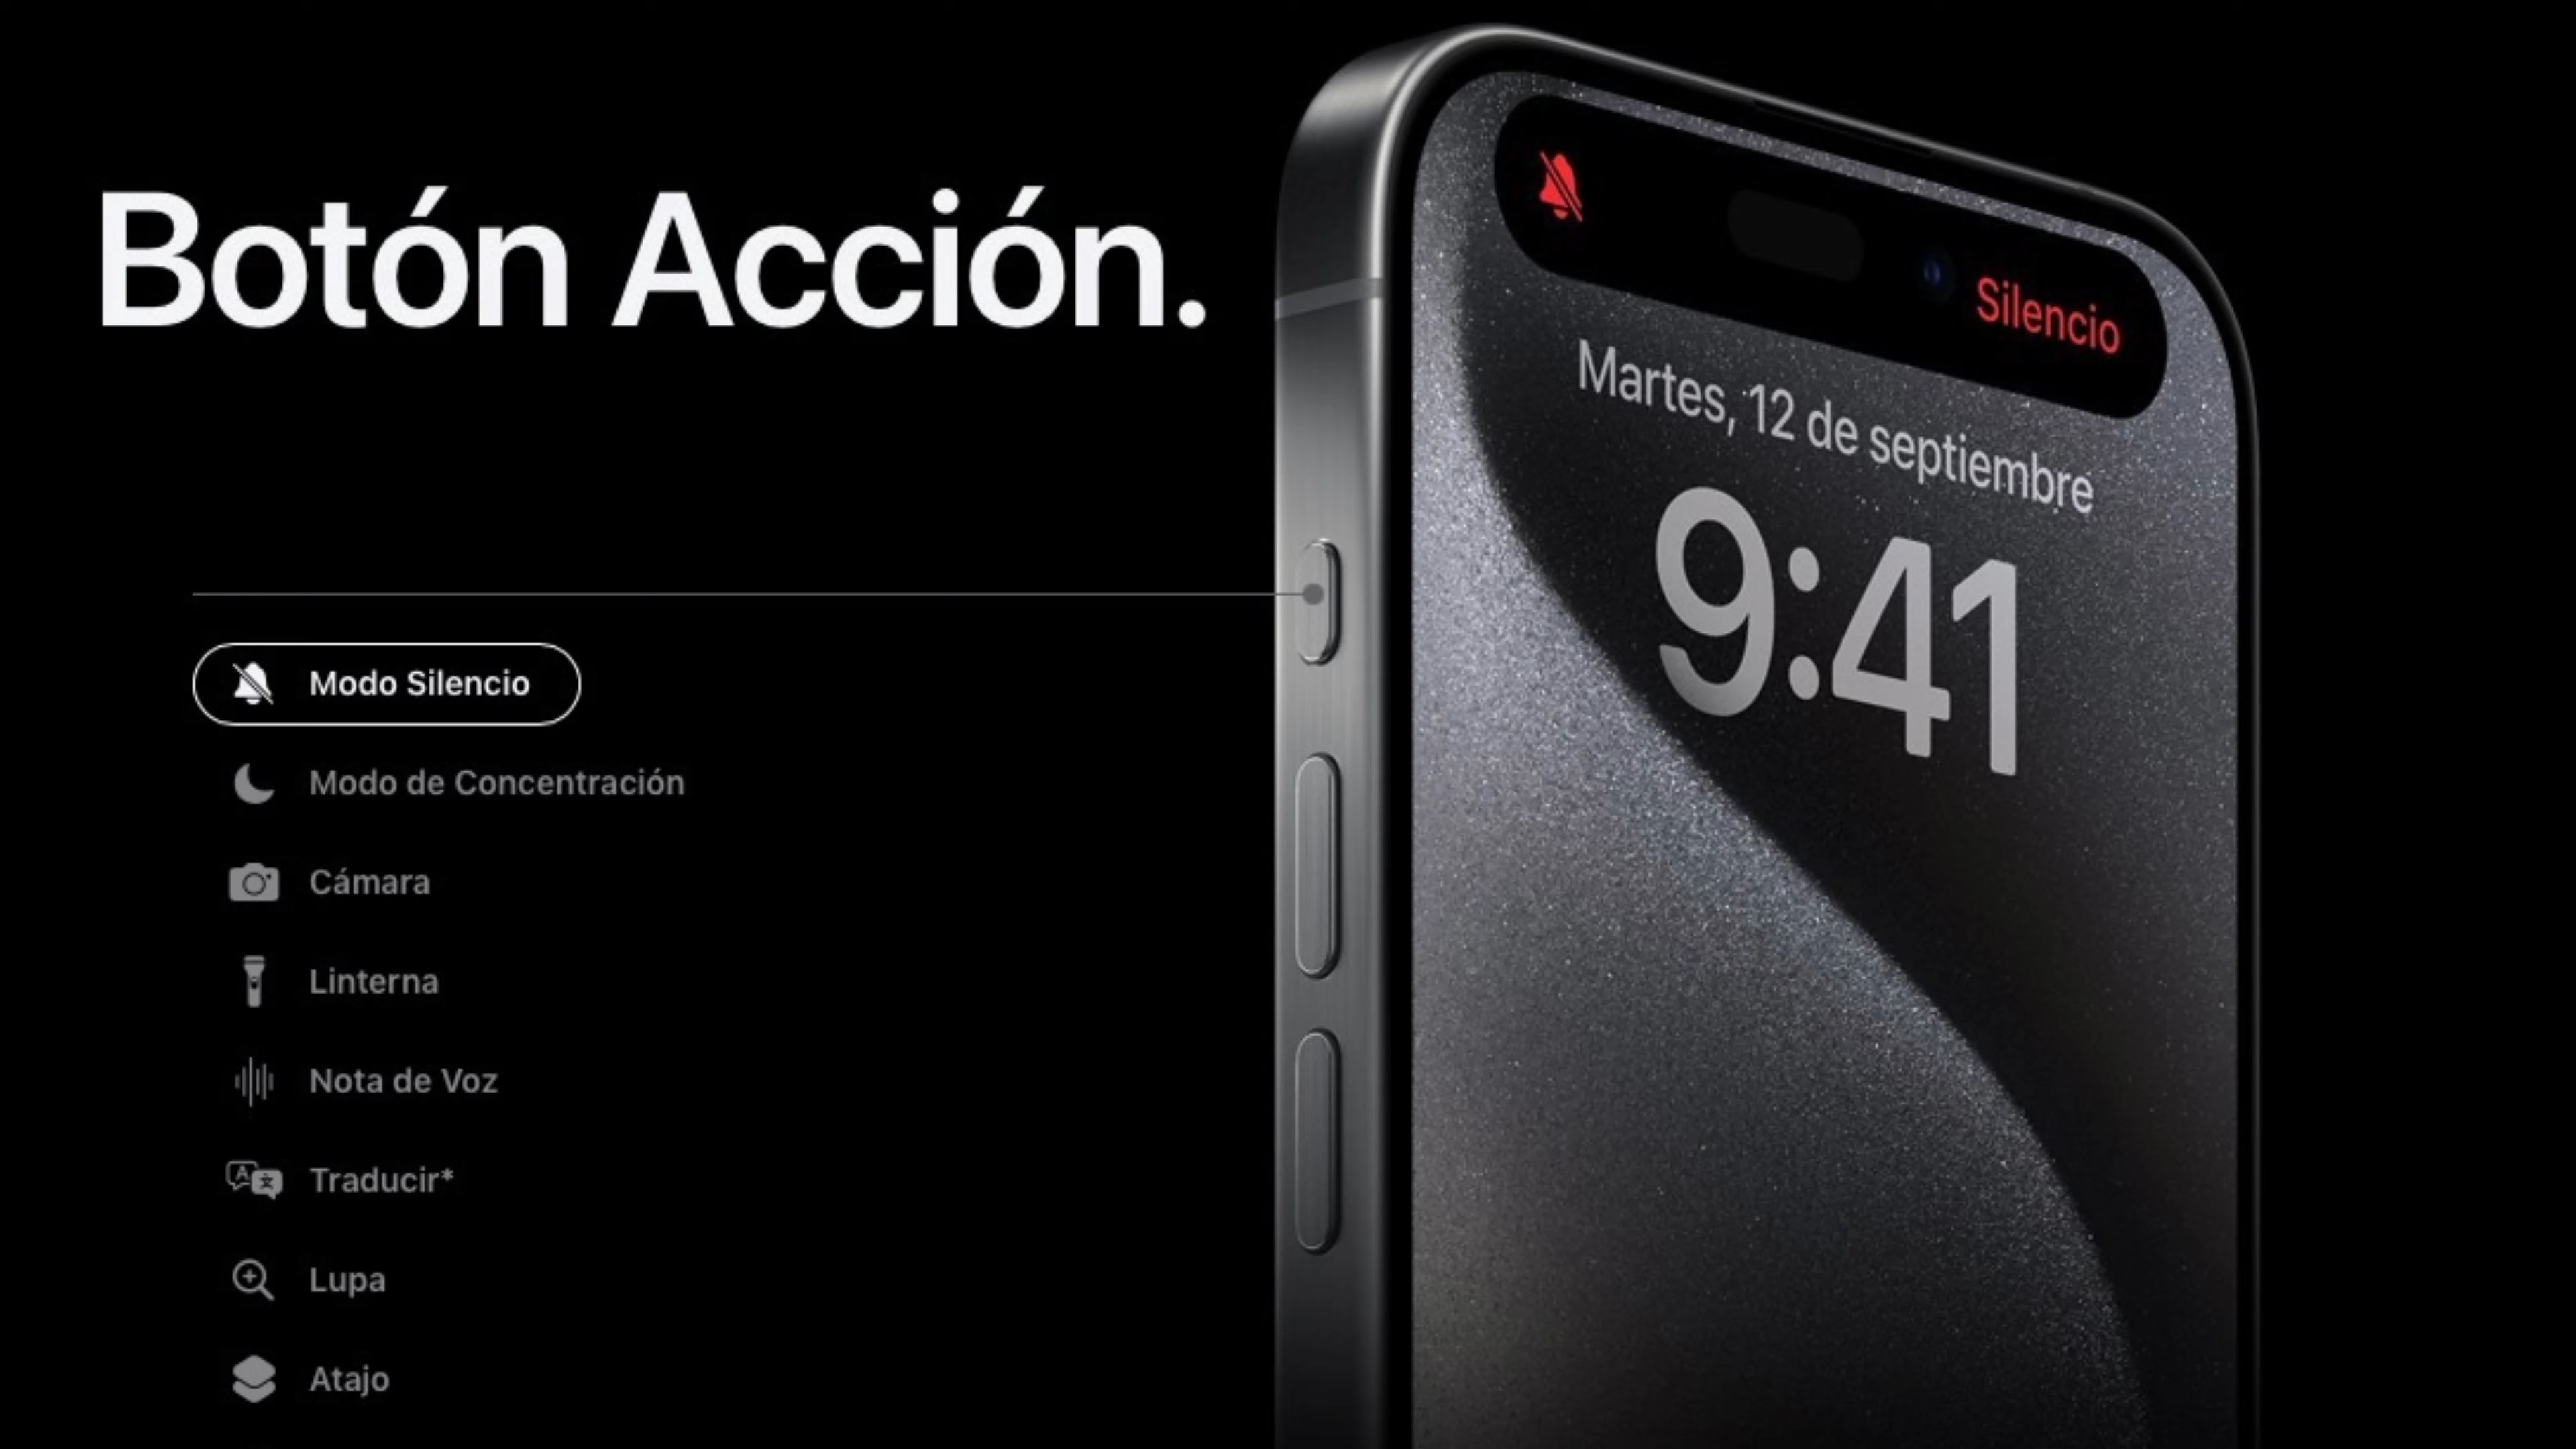 Botón Acción.
Silencio
Martes, 12 de septiembre
9:41
Modo Silencio
Modo de Concentración
Cámara
Linterna
Nota de Voz
Traducir*
Lupa
Atajo